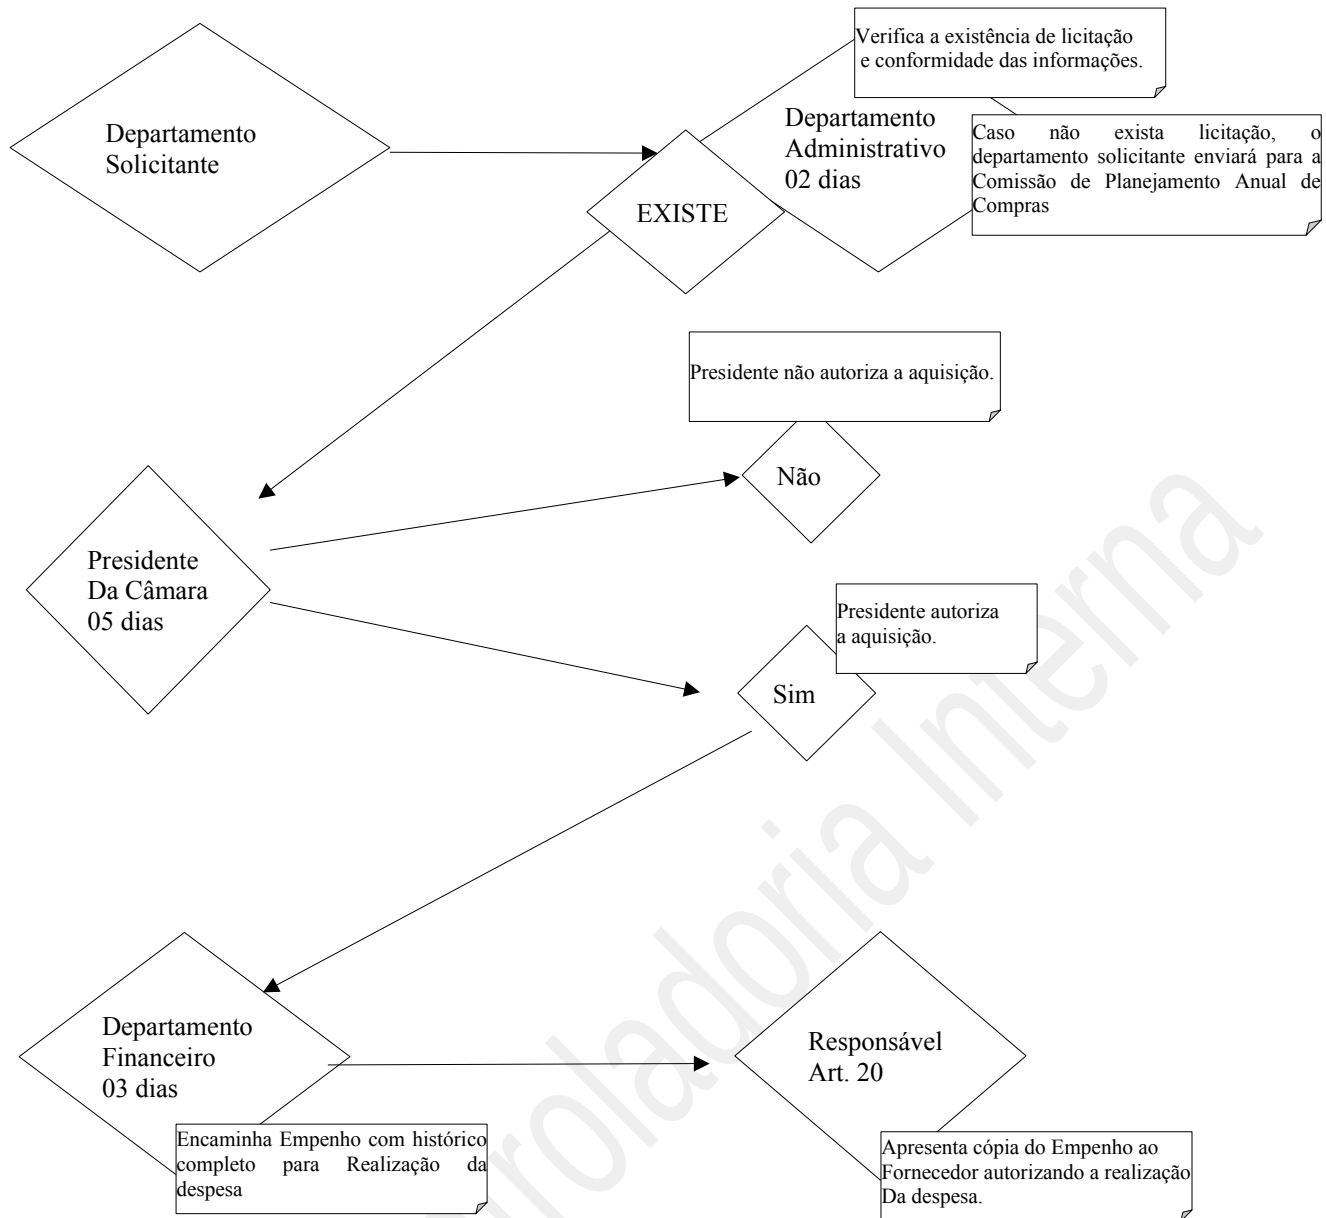 Verifica a existência de licitação
e conformidade das informações.
Departamento
Solicitante
Departamento
Administrativo
02 dias
Caso não exista licitação, o
departamento solicitante enviará para a
Comissão de Planejamento Anual de
Compras
EXISTE
Presidente não autoriza a aquisição.
Não
Presidente
Da Câmara
05 dias
Presidente autoriza
a aquisição.
Sim
Departamento
Financeiro
03 dias
Encaminha Empenho com histórico
completo para Realização da
despesa
Responsável
Art. 20
Apresenta cópia do Empenho ao
Fornecedor autorizando a realização
Da despesa.
roladoria Interna